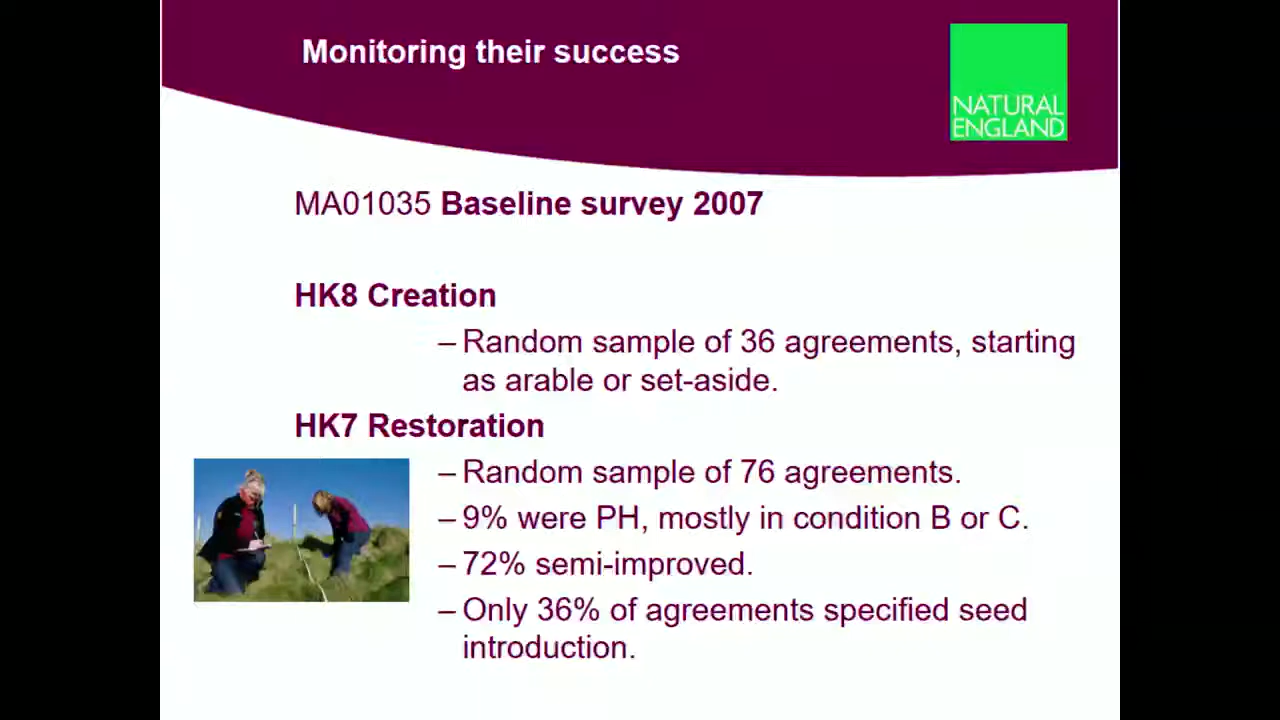 Monitoring their success
NATURAL
ENGLAND
MA01035 Baseline survey 2007
HK8 Creation
– Random sample of 36 agreements, starting
as arable or set-aside.
HK7 Restoration
– Random sample of 76 agreements.
– 9% were PH, mostly in condition B or C.
– 72% semi-improved.
– Only 36% of agreements specified seed
introduction.